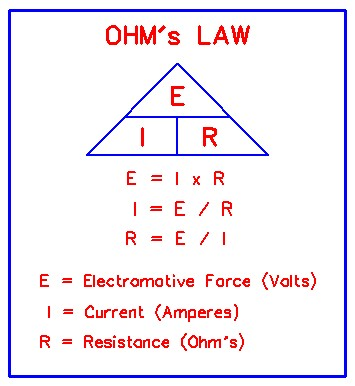 OHM's LAW
E
I R
E = I x R
I = E / R
R = E / I
E = Electromotive Force (Volts)
I = Current (Amperes)
R = Resistance (Ohm's)